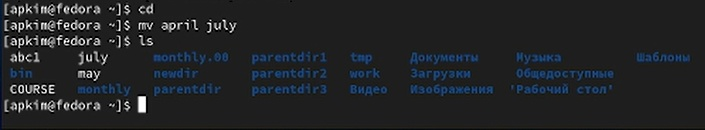 [apkim@fedora ~]$ cd
[apkim@fedora ~]$ mv april july
[apkim@fedora ~]$ ls
abc1 july monthly.00 parentdir1 tmp Документы Музыка Шаблоны
bin may newdir parentdir2 work Загрузки Общедоступные
COURSE monthly parentdir parentdir3 Видео Изображения 'Рабочий стол'
[apkim@fedora ~]$